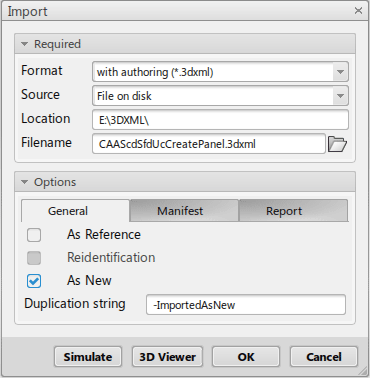 Import
Required
Format with authoring (*.3dxml)
Source File on disk
Location E:\3DXML\
Filename CAAScdSfdUcCreatePanel.3dxml
Options
General Manifest Report
As Reference
Reidentification
As New
Duplication string -ImportedAsNew
Simulate 3D Viewer OK Cancel